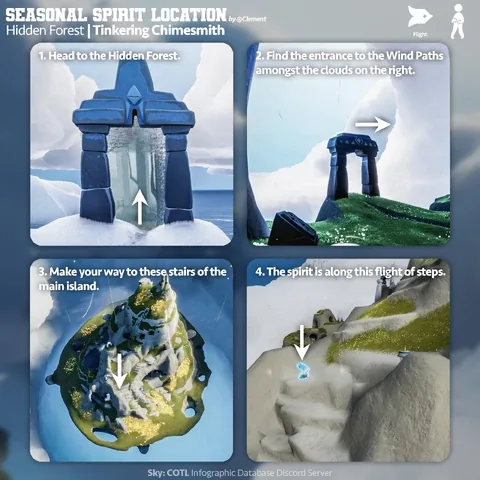 SEASONAL SPIRIT LOCATION by @Clement
Hidden Forest | Tinkering Chimesmith
Flight
1. Head to the Hidden Forest.
2. Find the entrance to the Wind Paths
amongst the clouds on the right.
3. Make your way to these stairs of the
main island.
4. The spirit is along this flight of steps.
Sky: COTL Infographic Database Discord Server